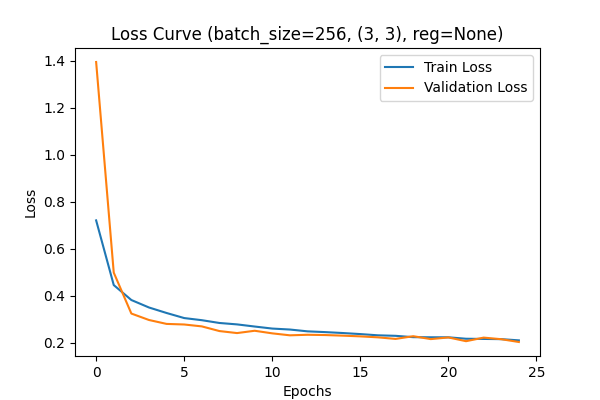 Loss Curve (batch_size=256, (3, 3), reg=None)
Train Loss
Validation Loss
1.4
1.2
1.0
0.8
0.6
0.4
0.2
Loss
0 5 10 15 20 25
Epochs